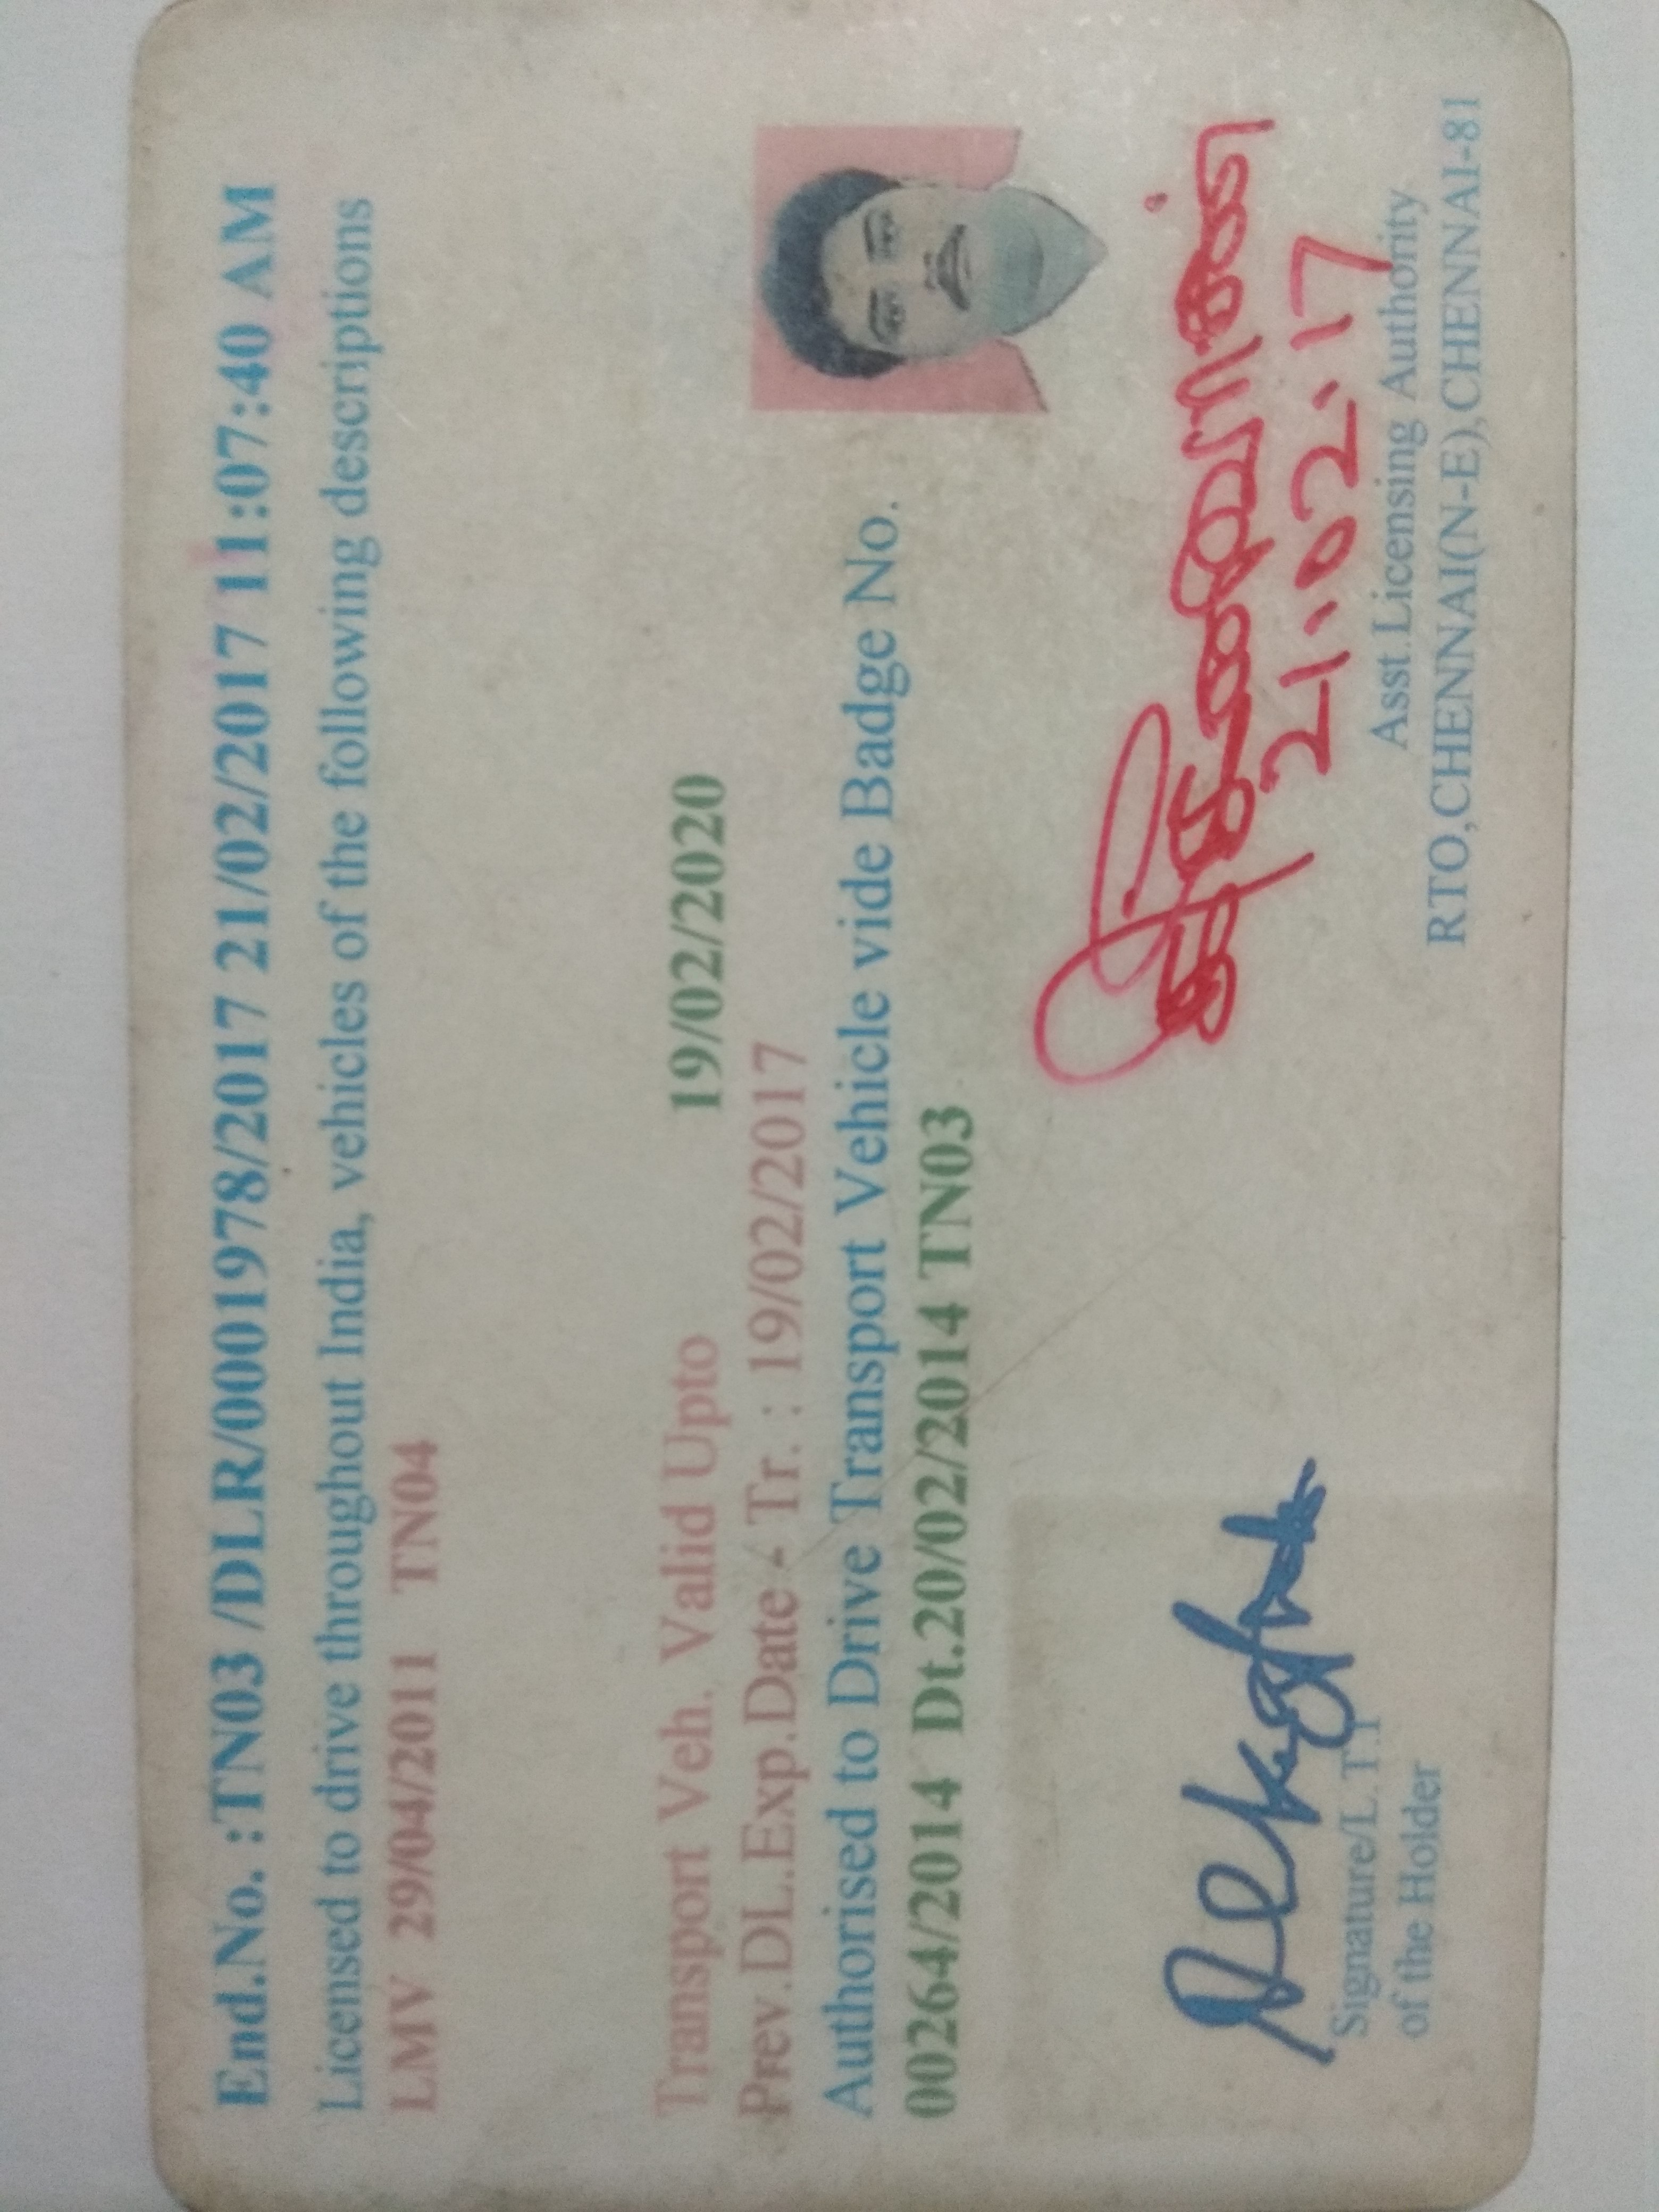 End.No. :TN03 /DLR/0001978/2017 21/02/2017 11:07:40 AM
Licensed to drive throughout India, vehicles of the following descriptions
LMV 29/04/2011 TN04
Transport Veh. Valid Upto 19/02/2020
Prev.DL.Exp.Date - Tr. : 19/02/2017
Authorised to Drive Transport Vehicle vide Badge No.
00264/2014 Dt.20/02/2014 TN03
21.02.17
Signature/L.T.I
of the Holder
Asst.Licensing Authority
RTO,CHENNAI(N-E),CHENNAI-81